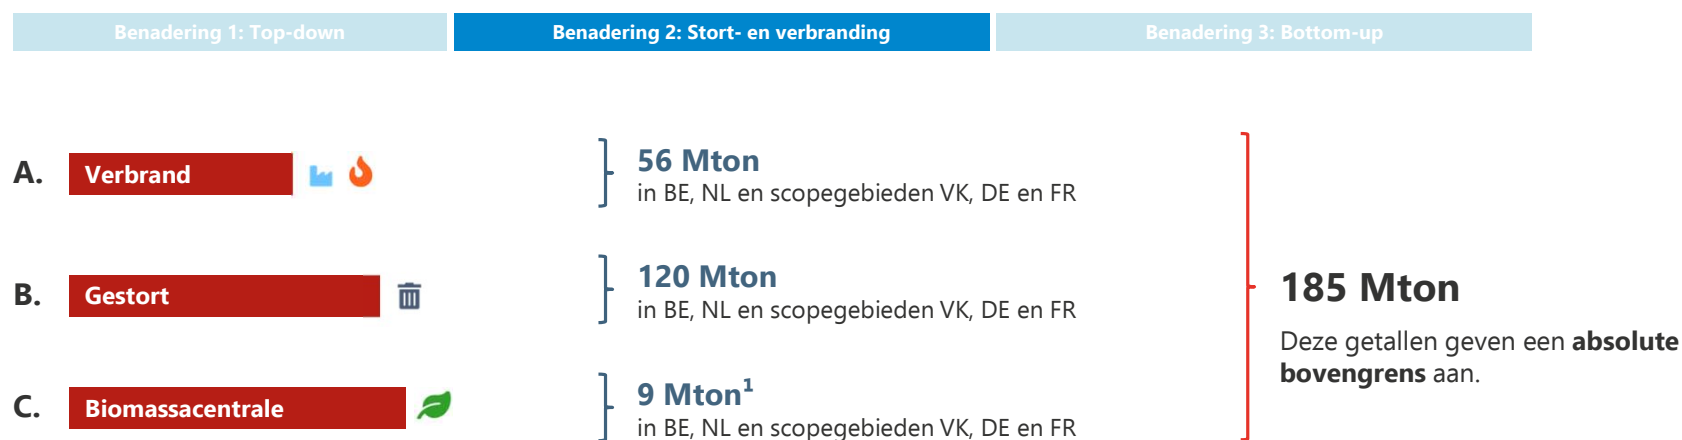 Benadering 1: Top-down
Benadering 2: Stort- en verbranding
Benadering 3: Bottom-up
A.
Verbrand
56 Mton
in BE, NL en scopegebieden VK, DE en FR
B.
Gestort
120 Mton
in BE, NL en scopegebieden VK, DE en FR
C.
Biomassacentrale
9 Mton¹
in BE, NL en scopegebieden VK, DE en FR
185 Mton
Deze getallen geven een absolute
bovengrens aan.